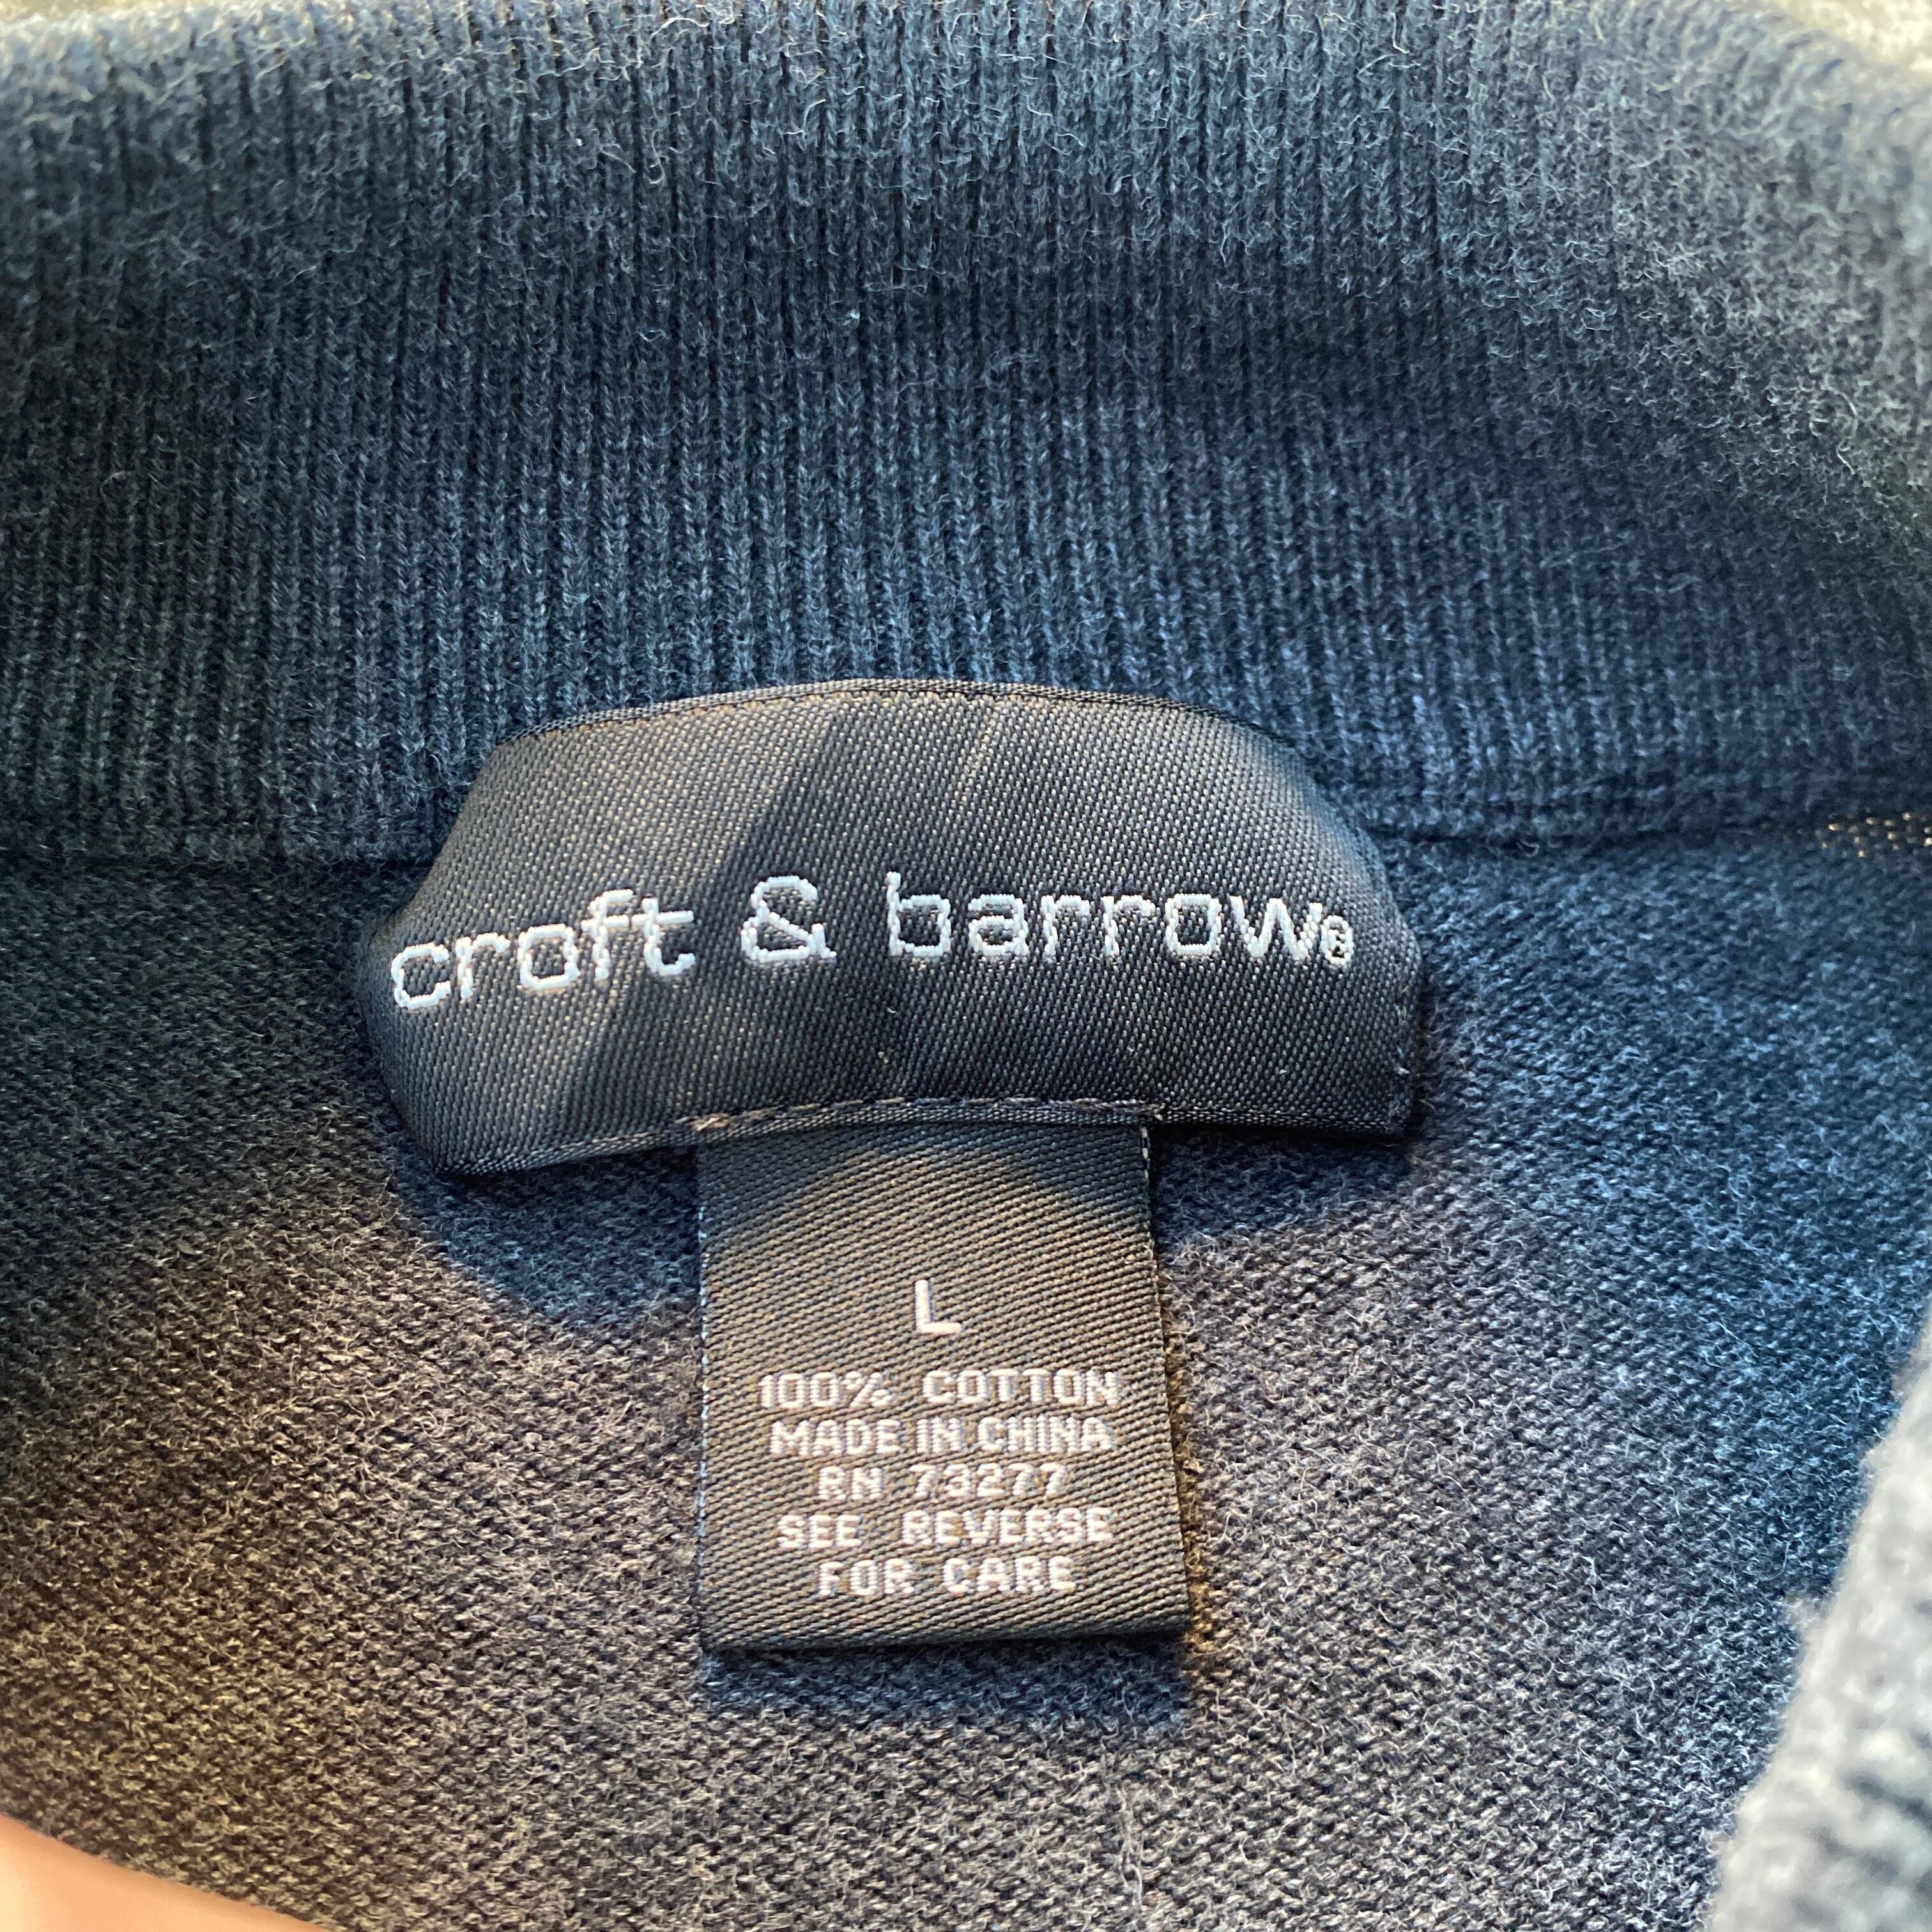 croft & barrow®
L
100% COTTON
MADE IN CHINA
RN 73277
SEE REVERSE
FOR CARE